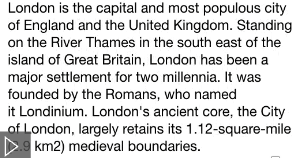 London is the capital and most populous city
of England and the United Kingdom. Standing
on the River Thames in the south east of the
island of Great Britain, London has been a
major settlement for two millennia. It was
founded by the Romans, who named
it Londinium. London's ancient core, the City
of London, largely retains its 1.12-square-mile
km2) medieval boundaries.